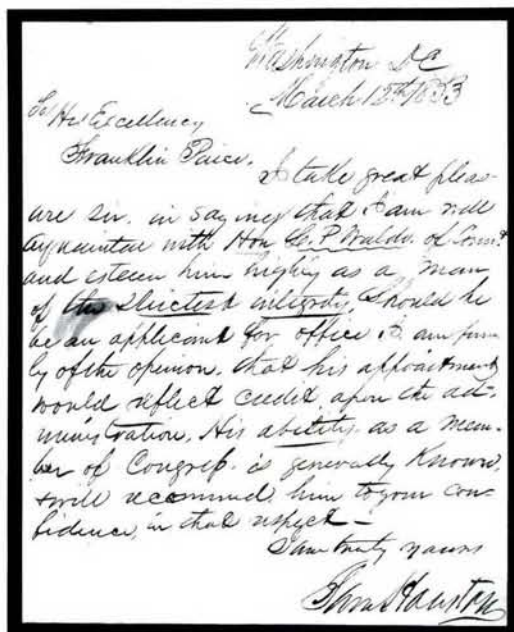 Washington DC
March 12th 1853
To His Excellency
Franklin Peirce.
I take great pleas-
ure sir. in saying that I am well
acquainted with Hon L. P. Waldo. of Connt
and esteem him highly as a man
of the strictest integrity. Should he
be an applicant for office I am firm
ly of the opinion. that his appointment
would reflect credit upon the ad-
ministration. His ability as a mem-
ber of Congress. is generally known,
& will recommend him to your con-
fidence, in that respect—
I am truly yours
Sam Houston